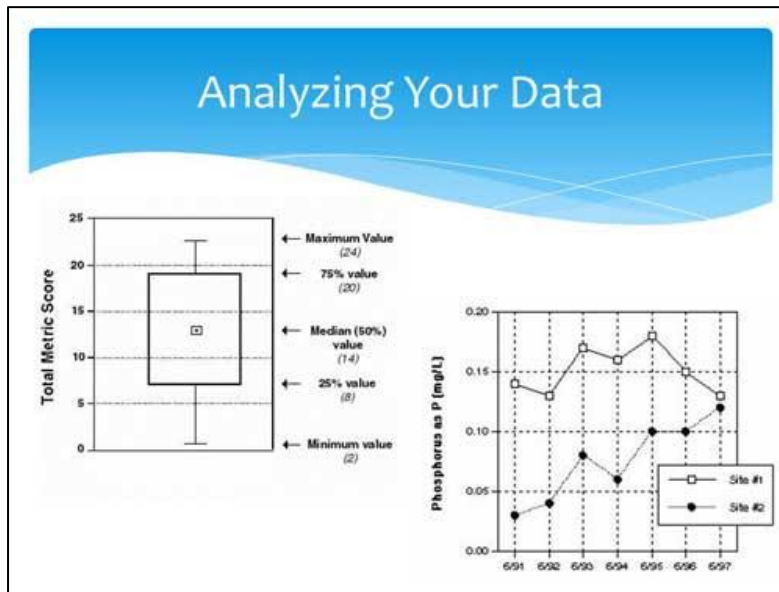 Analyzing Your Data
Total Metric Score
25
20
15
10
5
0
Maximum Value
(24)
75% value
(20)
Median (50%)
value
(14)
25% value
(8)
Minimum value
(2)
Phosphorus as P (mg/L)
0.20
0.15
0.10
0.05
0.00
Site #1
Site #2
6/91
6/92
6/93
6/94
6/95
6/96
6/97